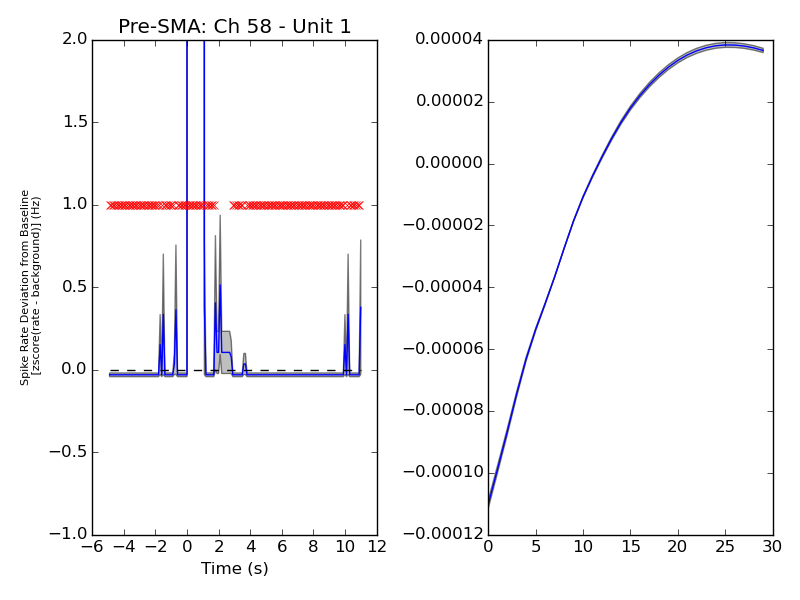 Pre-SMA: Ch 58 - Unit 1
2.0
1.5
1.0
0.5
0.0
−0.5
−1.0
Spike Rate Deviation from Baseline
[zscore(rate - background)] (Hz)
−6 −4 −2 0 2 4 6 8 10 12
Time (s)
0.00004
0.00002
0.00000
−0.00002
−0.00004
−0.00006
−0.00008
−0.00010
−0.00012
0 5 10 15 20 25 30